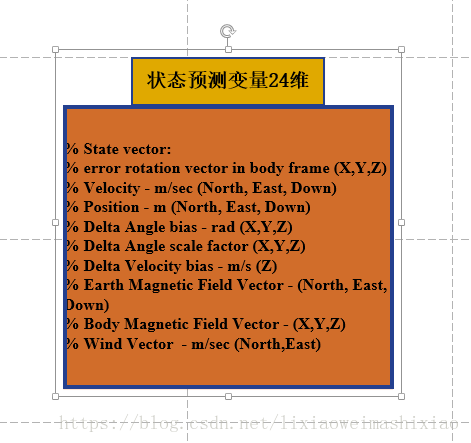 状态预测变量24维
% State vector:
% error rotation vector in body frame (X,Y,Z)
% Velocity - m/sec (North, East, Down)
% Position - m (North, East, Down)
% Delta Angle bias - rad (X,Y,Z)
% Delta Angle scale factor (X,Y,Z)
% Delta Velocity bias - m/s (Z)
% Earth Magnetic Field Vector - (North, East,
Down)
% Body Magnetic Field Vector - (X,Y,Z)
% Wind Vector  - m/sec (North,East)
https://blog.csdn.net/lixiaoweimashixiao